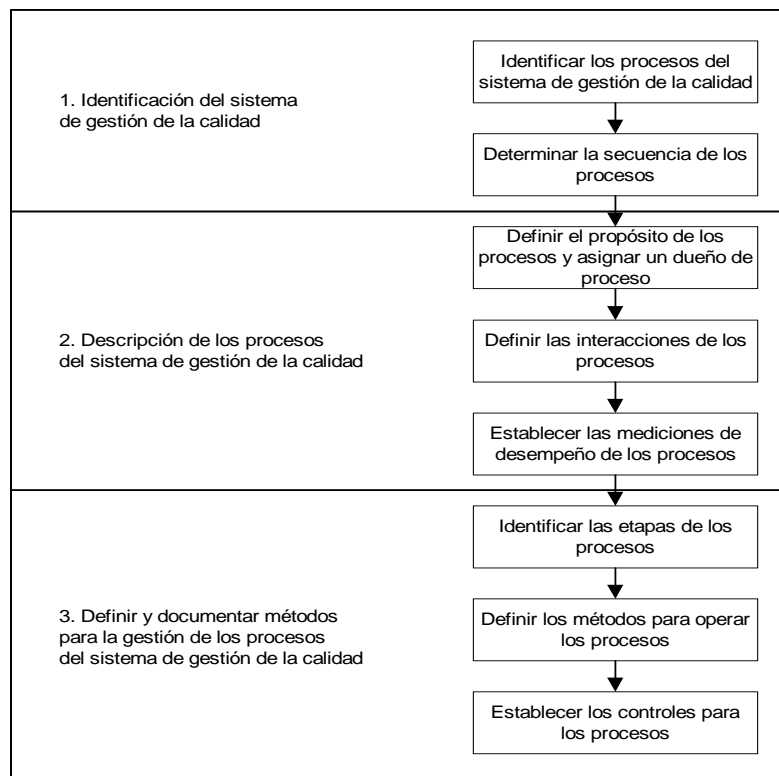 1. Identificación del sistema
de gestión de la calidad
Identificar los procesos del
sistema de gestión de la calidad
Determinar la secuencia de los
procesos
2. Descripción de los procesos
del sistema de gestión de la calidad
Definir el propósito de los
procesos y asignar un dueño de
proceso
Definir las interacciones de los
procesos
Establecer las mediciones de
desempeño de los procesos
3. Definir y documentar métodos
para la gestión de los procesos
del sistema de gestión de la calidad
Identificar las etapas de los
procesos
Definir los métodos para operar
los procesos
Establecer los controles para
los procesos